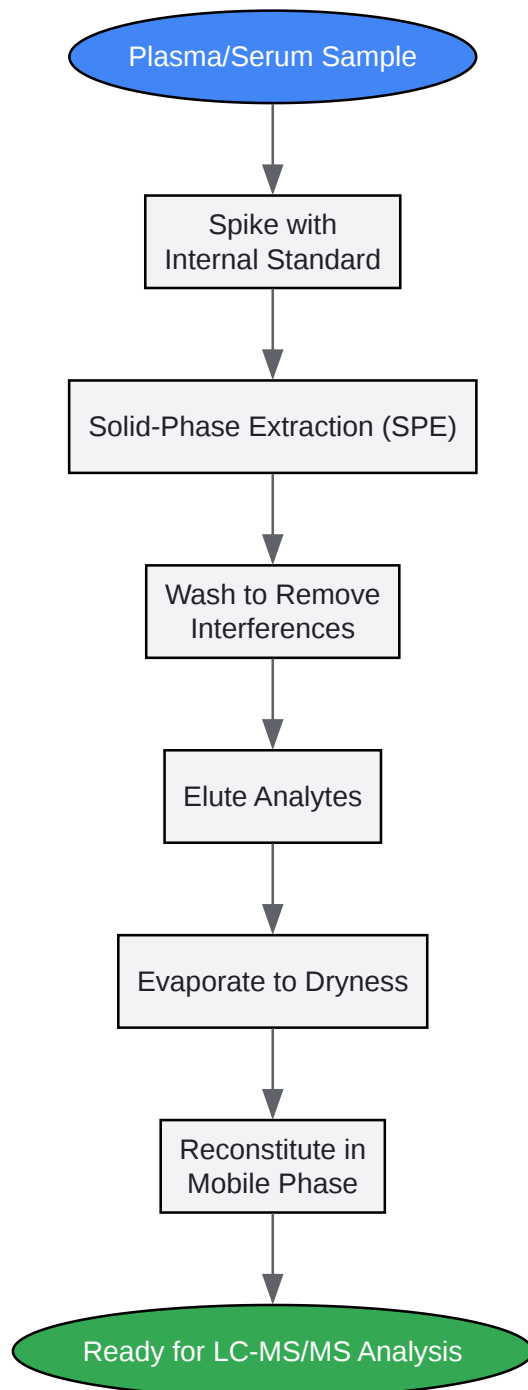 Plasma/Serum Sample
Spike with
Internal Standard
Solid-Phase Extraction (SPE)
Wash to Remove
Interferences
Elute Analytes
Evaporate to Dryness
Reconstitute in
Mobile Phase
Ready for LC-MS/MS Analysis